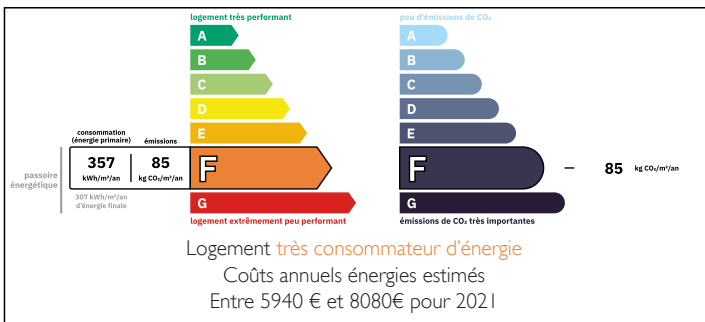 logement très performant
A
B
C
D
E
consommation
(énergie primaire)
émissions
357
kWh/m²/an
85
kg CO₂/m²/an
F
passoire
énergétique
307 kWh/m²/an
d'énergie finale
G
logement extrêmement peu performant
peu d'émissions de CO₂
A
B
C
D
E
F
85 kg CO₂/m²/an
G
émissions de CO₂ très importantes
Logement très consommateur d'énergie
Coûts annuels énergies estimés
Entre 5940 € et 8080€ pour 2021